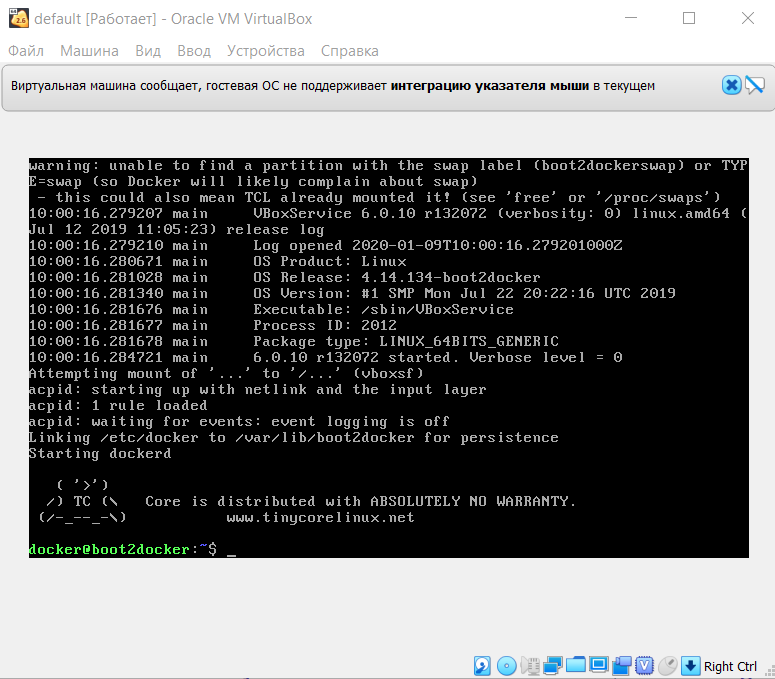 default [Работает] - Oracle VM VirtualBox
Файл Машина Вид Ввод Устройства Справка
Виртуальная машина сообщает, гостевая ОС не поддерживает интеграцию указателя мыши в текущем
warning: unable to find a partition with the swap label (boot2dockerswap) or TYP
E=swap (so Docker will likely complain about swap)
- this could also mean TCL already mounted it! (see 'free' or '/proc/swaps')
10:00:16.279207 main     VBoxService 6.0.10 r132072 (verbosity: 0) linux.amd64 (
Jul 12 2019 11:05:23) release log
10:00:16.279210 main     Log opened 2020-01-09T10:00:16.279201000Z
10:00:16.280671 main     OS Product: Linux
10:00:16.281028 main     OS Release: 4.14.134-boot2docker
10:00:16.281340 main     OS Version: #1 SMP Mon Jul 22 20:22:16 UTC 2019
10:00:16.281676 main     Executable: /sbin/VBoxService
10:00:16.281677 main     Process ID: 2012
10:00:16.281678 main     Package type: LINUX_64BITS_GENERIC
10:00:16.284721 main     6.0.10 r132072 started. Verbose level = 0
Attempting mount of '...' to '/...' (vboxsf)
acpid: starting up with netlink and the input layer
acpid: 1 rule loaded
acpid: waiting for events: event logging is off
Linking /etc/docker to /var/lib/boot2docker for persistence
Starting dockerd
( '>')
/) TC (\   Core is distributed with ABSOLUTELY NO WARRANTY.
(/-_--_-\)           www.tinycorelinux.net
docker@boot2docker:~$ _
Right Ctrl